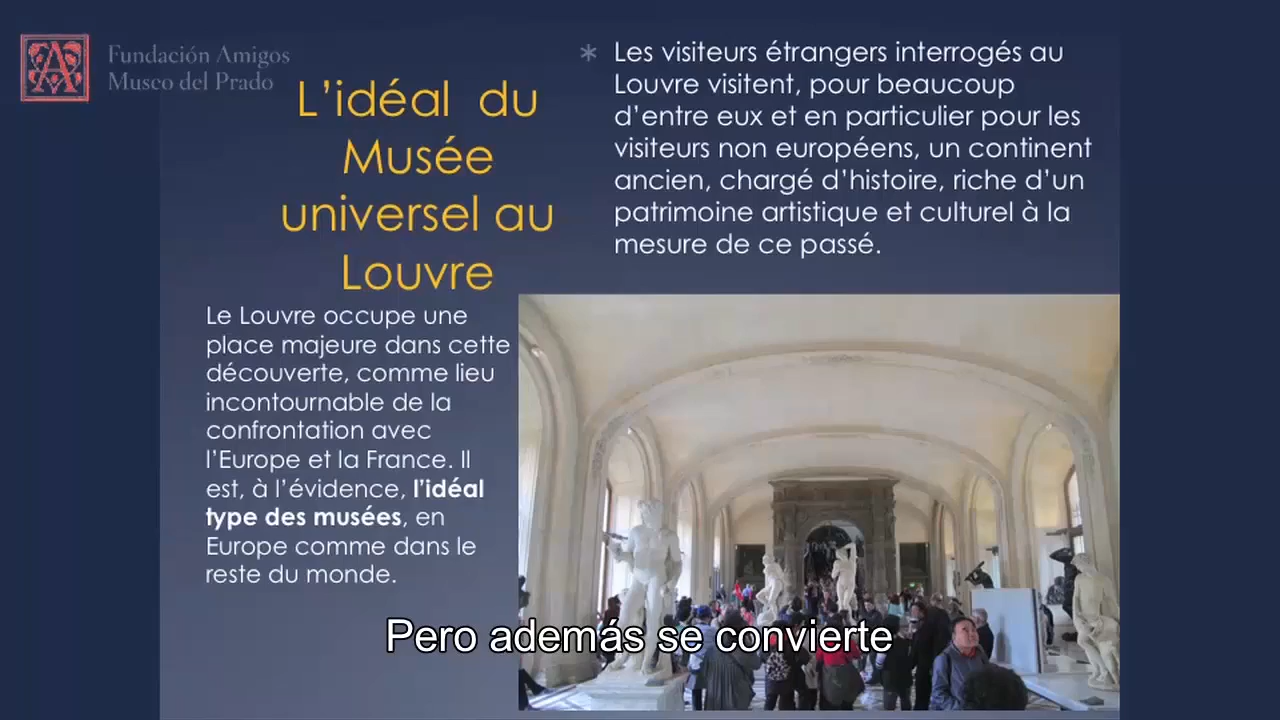 Fundación Amigos
Museo del Prado
L’idéal du
Musée
universel au
Louvre
Le Louvre occupe une
place majeure dans cette
découverte, comme lieu
incontournable de la
confrontation avec
l’Europe et la France. Il
est, à l’évidence, l’idéal
type des musées, en
Europe comme dans le
reste du monde.
* Les visiteurs étrangers interrogés au
Louvre visitent, pour beaucoup
d’entre eux et en particulier pour les
visiteurs non européens, un continent
ancien, chargé d’histoire, riche d’un
patrimoine artistique et culturel à la
mesure de ce passé.
Pero además se convierte